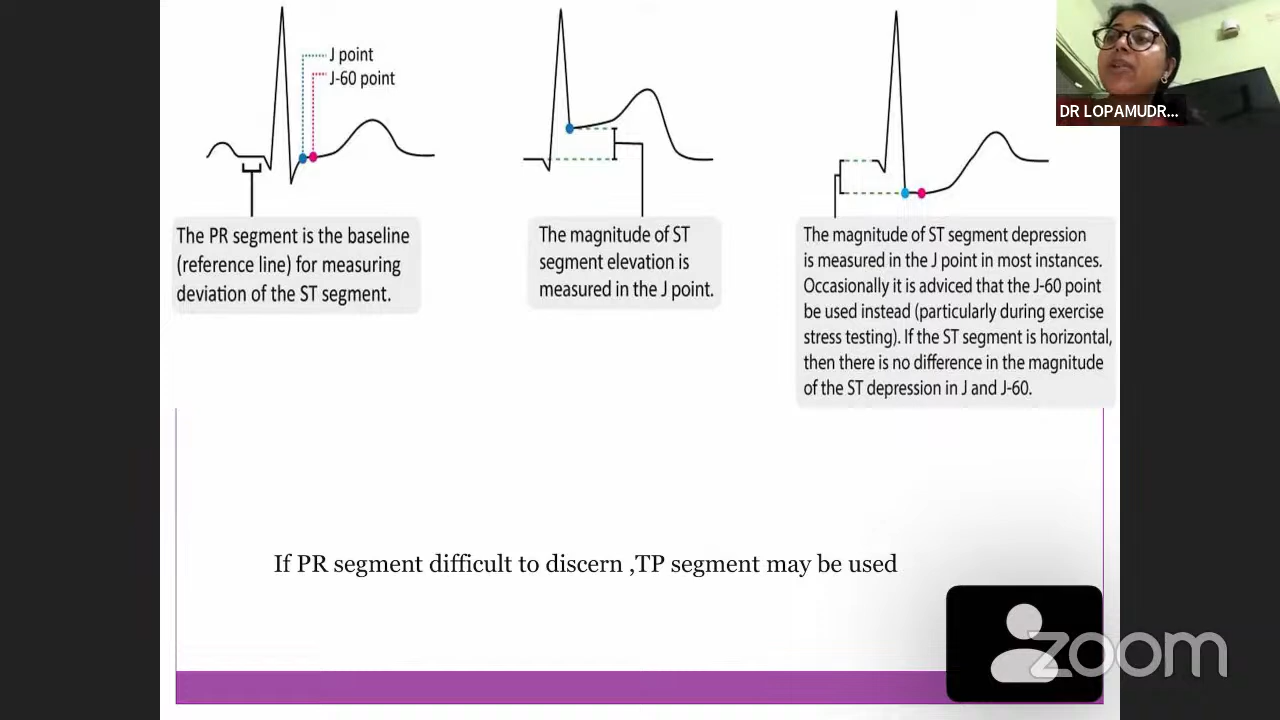 J point
J-60 point
DR LOPAMUDR...
The PR segment is the baseline
(reference line) for measuring
deviation of the ST segment.
The magnitude of ST
segment elevation is
measured in the J point.
The magnitude of ST segment depression
is measured in the J point in most instances.
Occasionally it is adviced that the J-60 point
be used instead (particularly during exercise
stress testing). If the ST segment is horizontal,
then there is no difference in the magnitude
of the ST depression in J and J-60.
If PR segment difficult to discern ,TP segment may be used
zoom